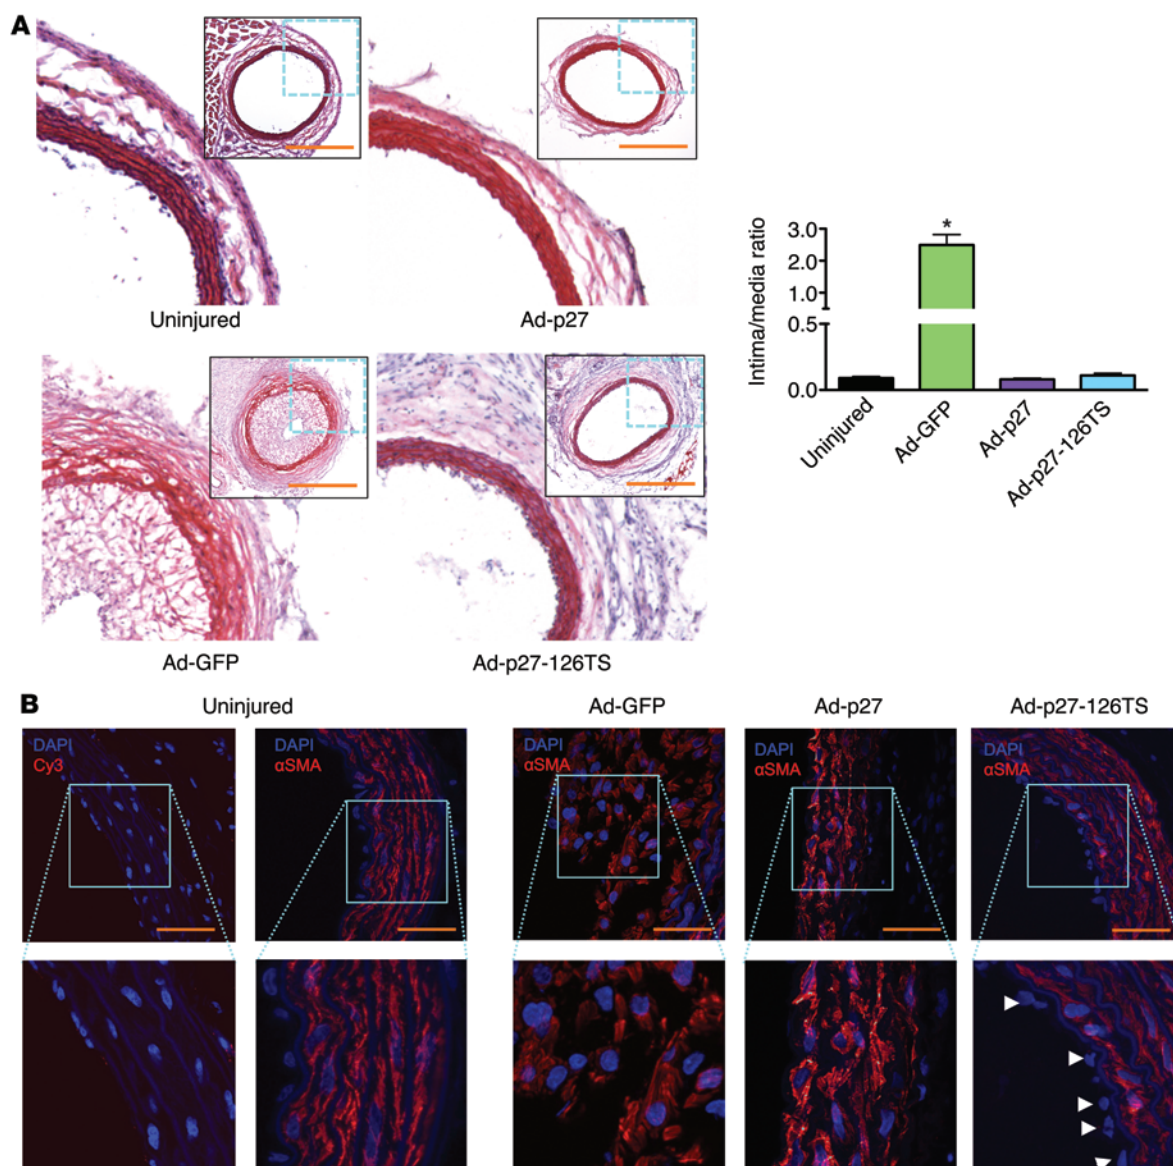 A
Uninjured
Ad-p27
Ad-GFP
Ad-p27-126TS
Intima/media ratio
3.0
2.0
1.0
0.5
0.0
*
Uninjured
Ad-GFP
Ad-p27
Ad-p27-126TS
B
Uninjured
Ad-GFP
Ad-p27
Ad-p27-126TS
DAPI
Cy3
DAPI
αSMA
DAPI
αSMA
DAPI
αSMA
DAPI
αSMA